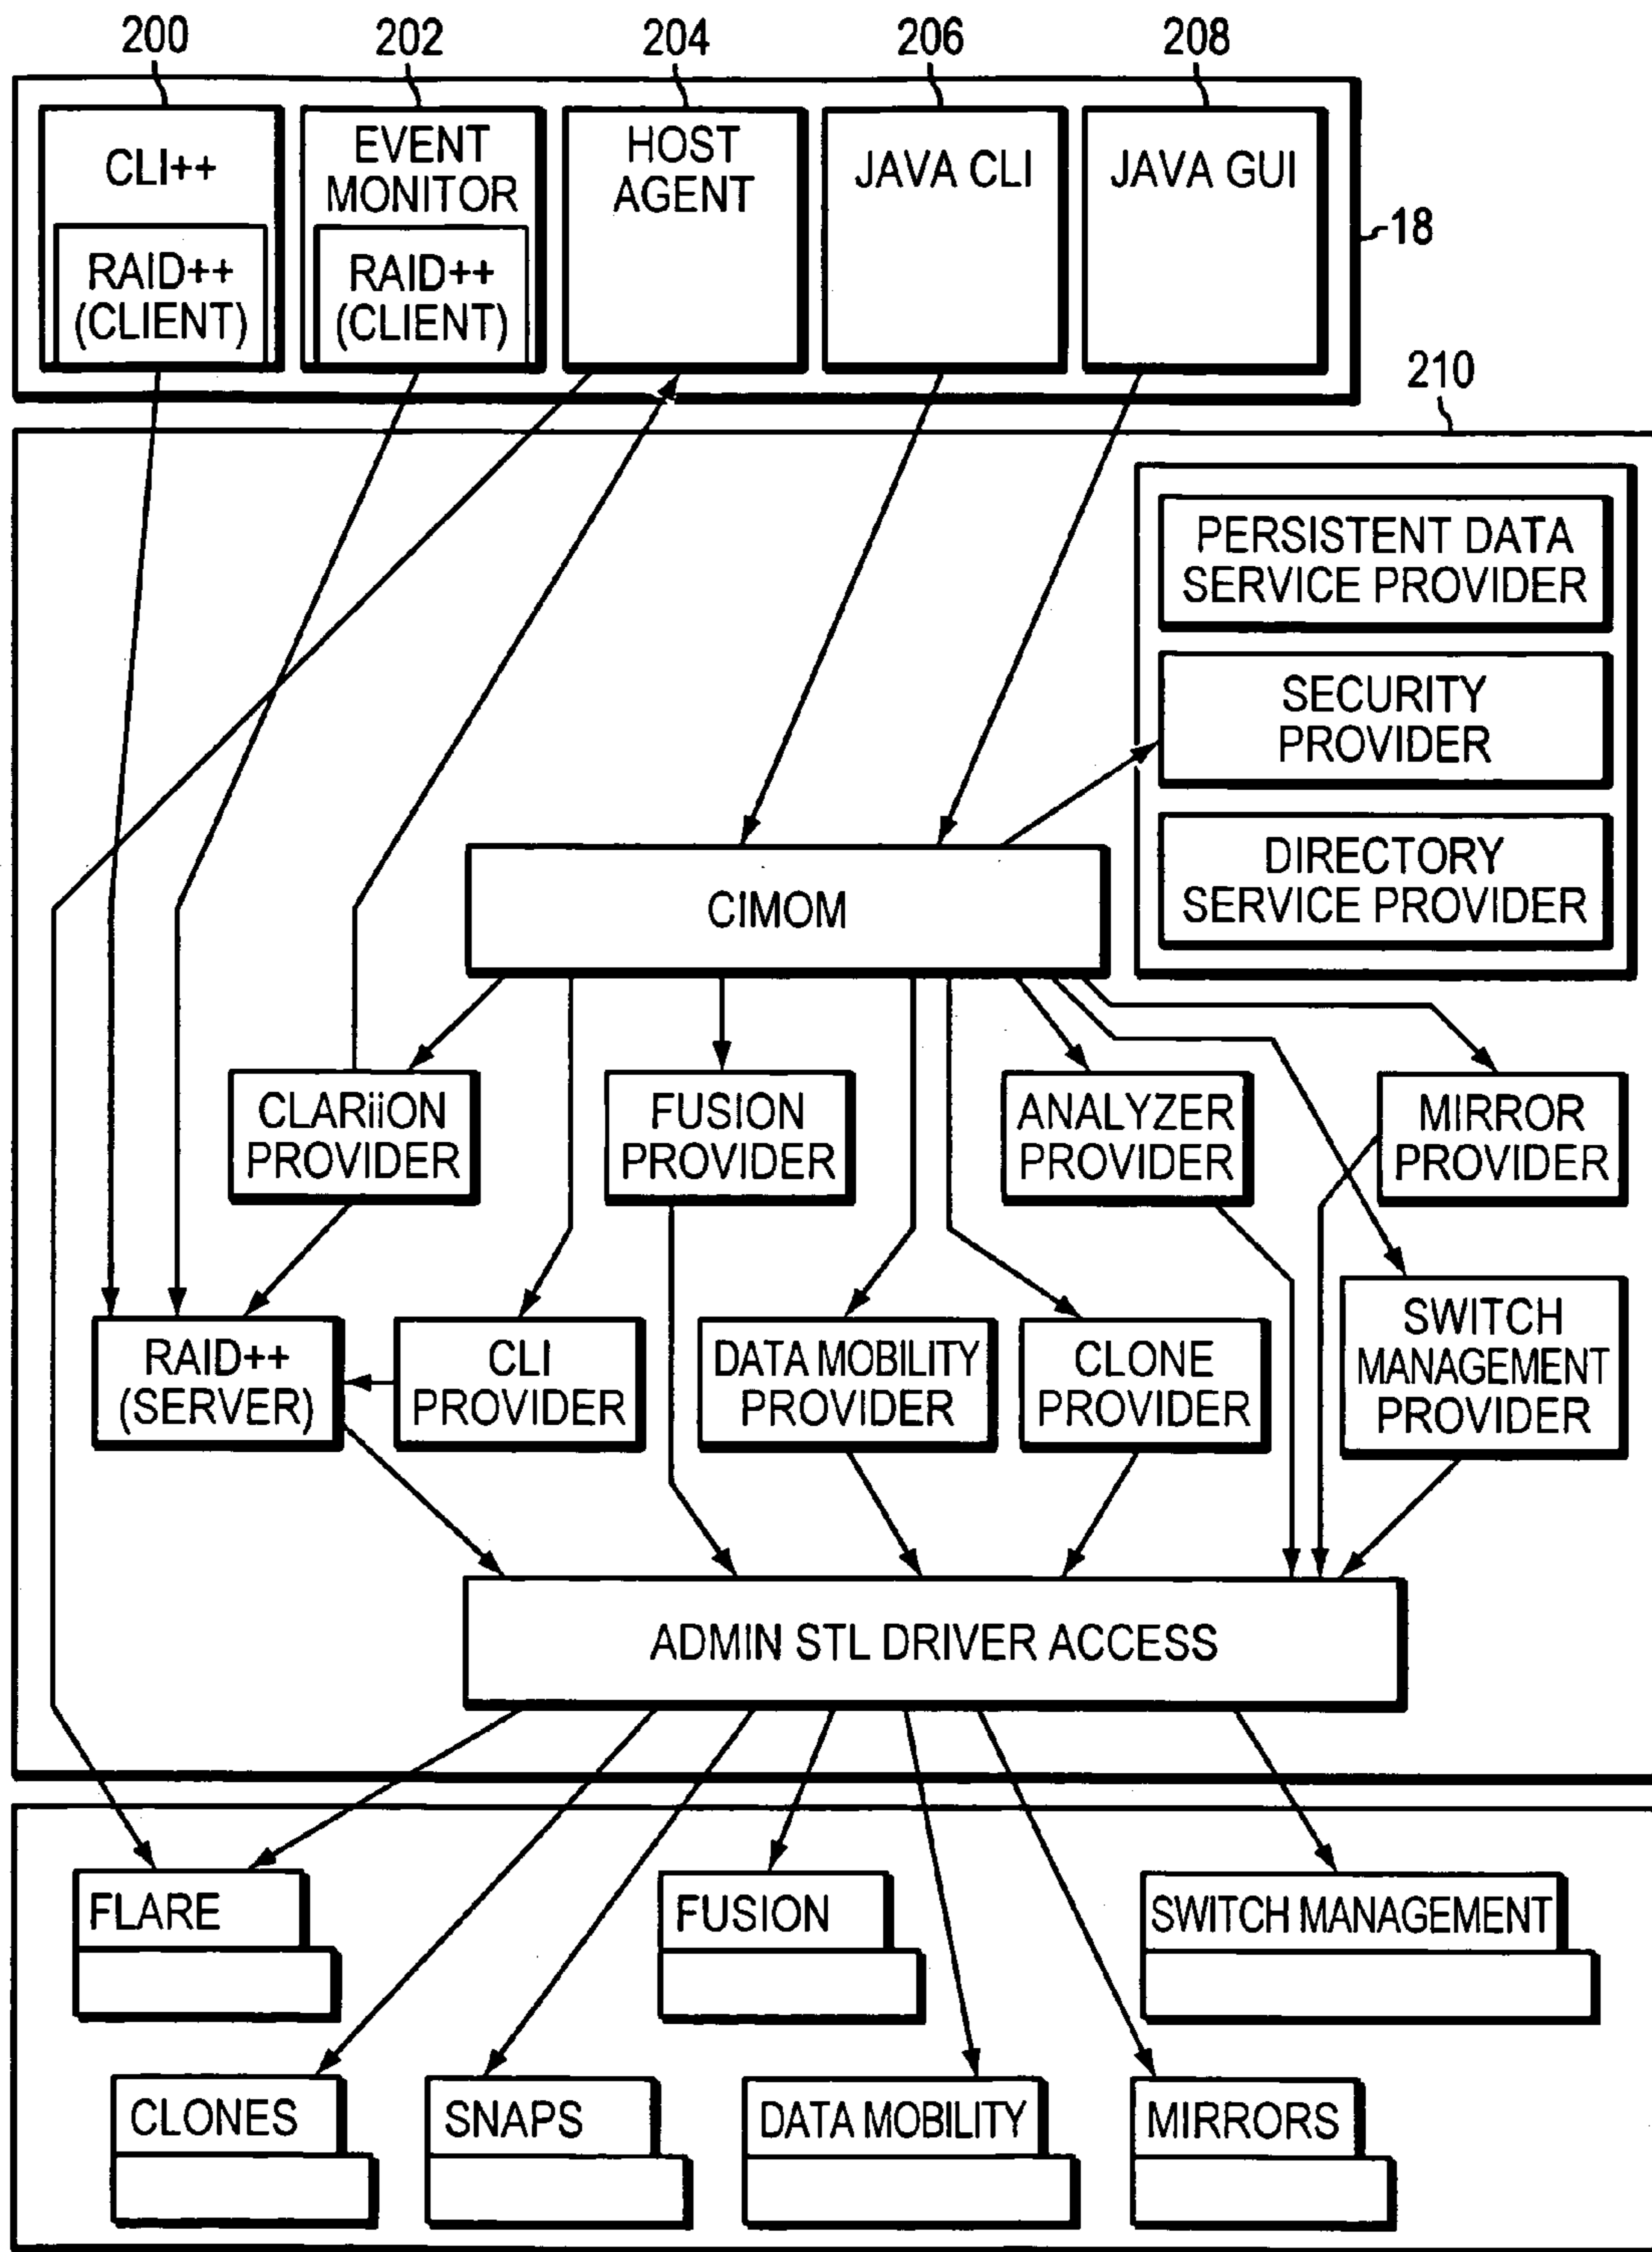 200
202
204
206
208
CLI++
RAID++
(CLIENT)
EVENT
MONITOR
RAID++
(CLIENT)
HOST
AGENT
JAVA CLI
JAVA GUI
18
210
PERSISTENT DATA
SERVICE PROVIDER
SECURITY
PROVIDER
DIRECTORY
SERVICE PROVIDER
CIMOM
CLARiiON
PROVIDER
FUSION
PROVIDER
ANALYZER
PROVIDER
MIRROR
PROVIDER
RAID++
(SERVER)
CLI
PROVIDER
DATA MOBILITY
PROVIDER
CLONE
PROVIDER
SWITCH
MANAGEMENT
PROVIDER
ADMIN STL DRIVER ACCESS
FLARE
FUSION
SWITCH MANAGEMENT
CLONES
SNAPS
DATA MOBILITY
MIRRORS